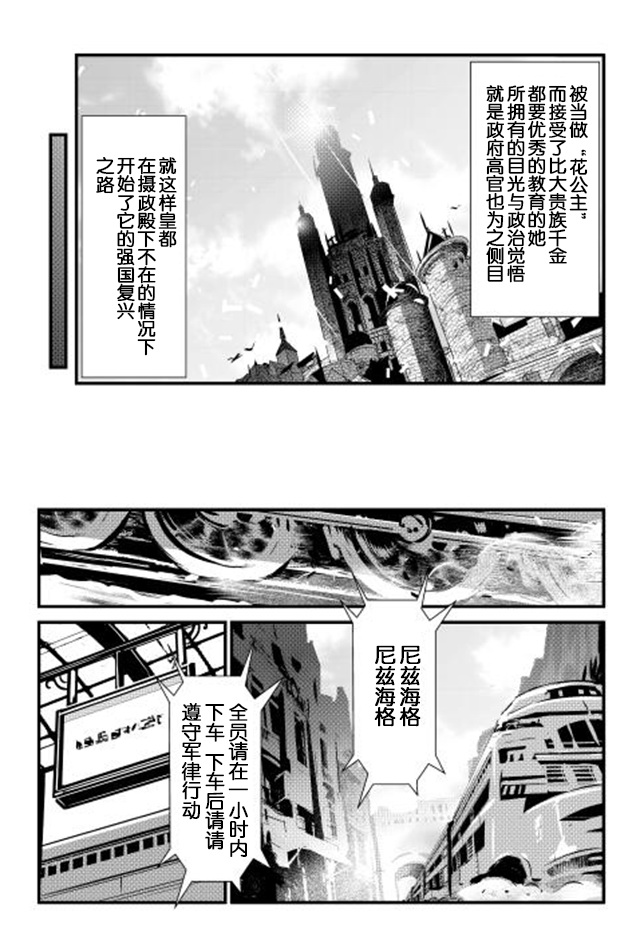 被当做“花公主”
而接受了比大贵族千金
都要优秀的教育的她
所拥有的目光与政治觉悟
就是政府高官也为之侧目
就这样皇都
在摄政殿下不在的情况下
开始了它的强国复兴
之路
尼兹海格
尼兹海格
全员请在一小时内
下车 下车后请请
遵守军律行动